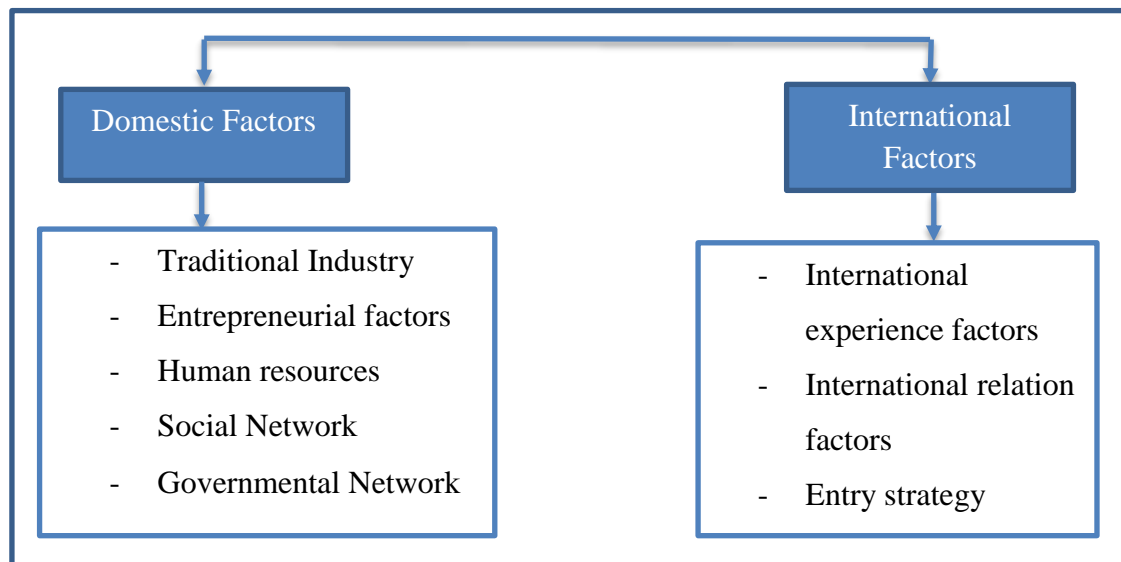 Domestic Factors
International
Factors
- Traditional Industry
- Entrepreneurial factors
- Human resources
- Social Network
- Governmental Network
- International
experience factors
- International relation
factors
- Entry strategy